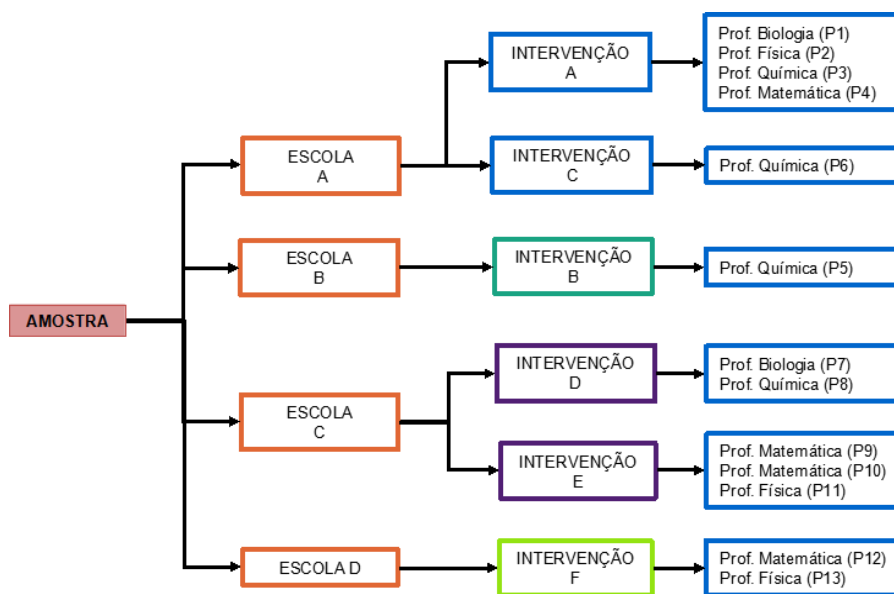 INTERVENÇÃO
A
Prof. Biologia (P1)
Prof. Física (P2)
Prof. Química (P3)
Prof. Matemática (P4)
ESCOLA
A
INTERVENÇÃO
C
Prof. Química (P6)
ESCOLA
B
INTERVENÇÃO
B
Prof. Química (P5)
AMOSTRA
ESCOLA
C
INTERVENÇÃO
D
Prof. Biologia (P7)
Prof. Química (P8)
INTERVENÇÃO
E
Prof. Matemática (P9)
Prof. Matemática (P10)
Prof. Física (P11)
ESCOLA D
INTERVENÇÃO
F
Prof. Matemática (P12)
Prof. Física (P13)